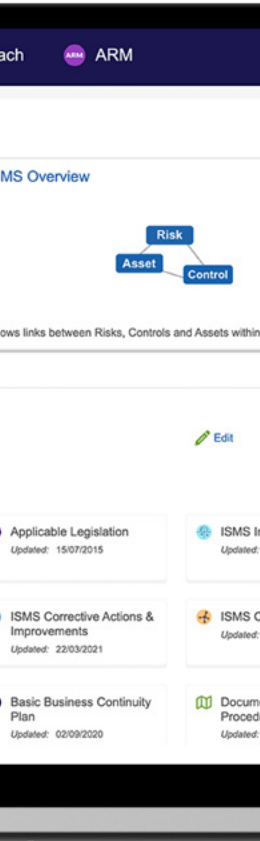 ach ARM ARM
MS Overview
Risk
Asset
Control
ows links between Risks, Controls and Assets within
Edit
Applicable Legislation
Updated: 15/07/2015
ISMS In
Updated:
ISMS Corrective Actions &
Improvements
Updated: 22/03/2021
ISMS C
Updated:
Basic Business Continuity
Plan
Updated: 02/09/2020
Docum
Proced
Updated: